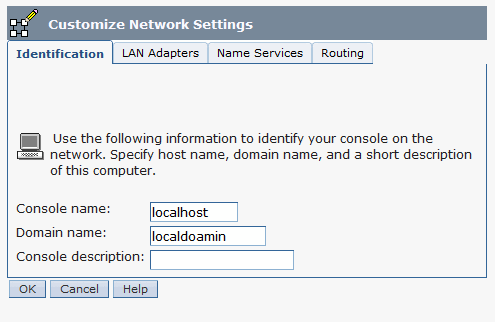 Customize Network Settings
Identification LAN Adapters Name Services Routing
Use the following information to identify your console on the
network. Specify host name, domain name, and a short description
of this computer.
Console name: localhost
Domain name: localdoamin
Console description:
OK Cancel Help